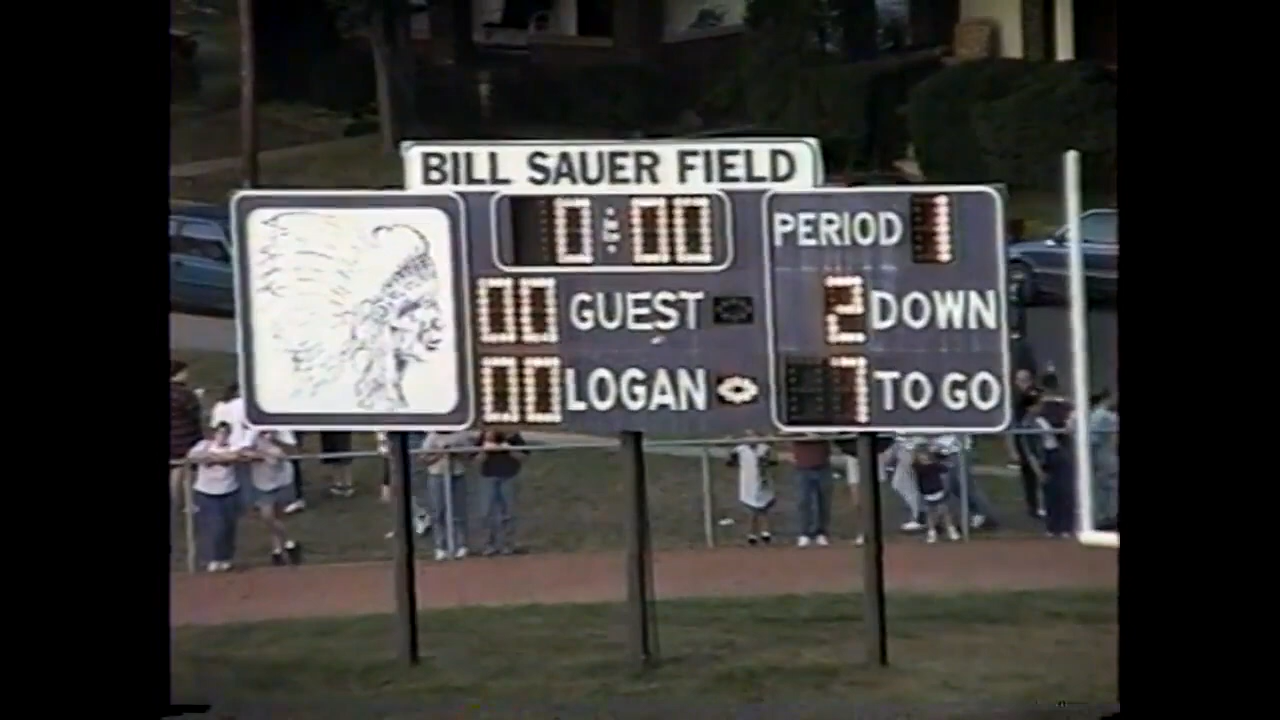 BILL SAUER FIELD
0:00
PERIOD 1
00 GUEST
2 DOWN
00 LOGAN
7 TO GO